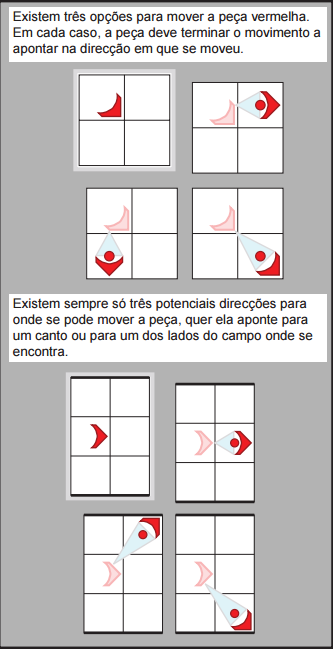 Existem três opções para mover a peça vermelha.
Em cada caso, a peça deve terminar o movimento a
apontar na direcção em que se moveu.
Existem sempre só três potenciais direcções para
onde se pode mover a peça, quer ela aponte para
um canto ou para um dos lados do campo onde se
encontra.